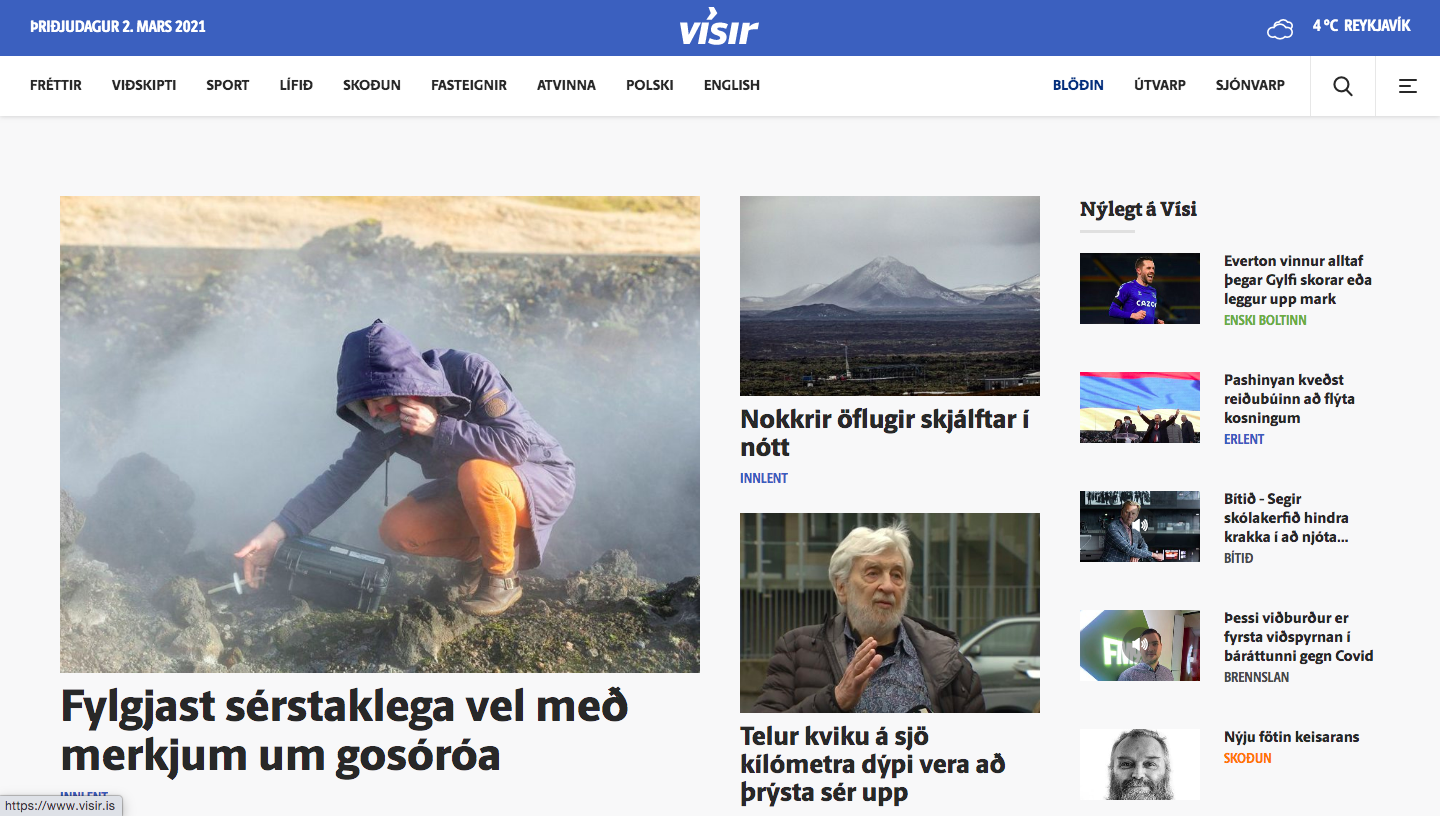 ÞRIÐJUDAGUR 2. MARS 2021
vísir
4 °C REYKJAVÍK
FRÉTTIR VIÐSKIPTI SPORT LÍFIÐ SKOÐUN FASTEIGNIR ATVINNA POLSKI ENGLISH
BLÖÐIN ÚTVARP SJÓNVARP
Fylgjast sérstaklega vel með
merkjum um gosóróa
INNLENT
https://www.visir.is
Nokkrir öflugir skjálftar í
nótt
INNLENT
Telur kviku á sjö
kílómetra dýpi vera að
þrýsta sér upp
Nýlegt á Vísi
Everton vinnur alltaf
þegar Gylfi skorar eða
leggur upp mark
ENSKI BOLTINN
Pashinyan kveðst
reiðubúinn að flýta
kosningum
ERLENT
Bítið - Segir
skólakerfið hindra
krakka í að njóta...
BÍTIÐ
Þessi viðburður er
fyrsta viðspyrnan í
báráttunni gegn Covid
BRENNSLAN
Nýju fötin keisarans
SKOÐUN